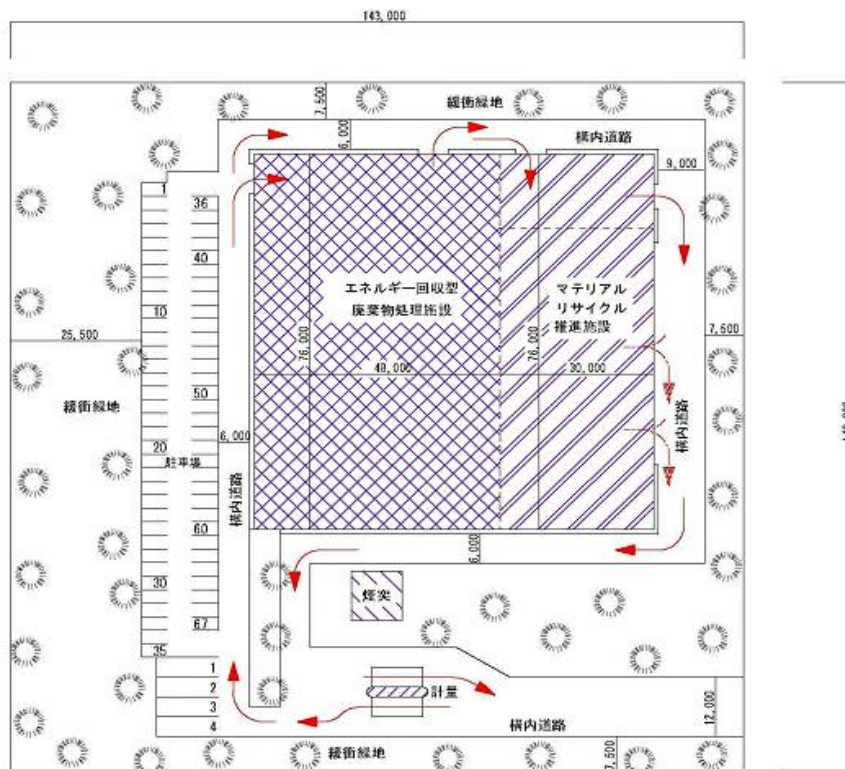 143,000
緩衝緑地
7,500
6,000
構内道路
9,000
1
36
40
エネルギー回収型
廃棄物処理施設
マテリアル
リサイクル
推進施設
10
25,500
76,000
76,000
7,500
48,000
30,000
50
緩衝緑地
6,000
20
駐車場
構内道路
構内道路
60
6,000
30
煙突
67
35
1
2
計量
3
12,000
4
構内道路
緩衝緑地
7,500